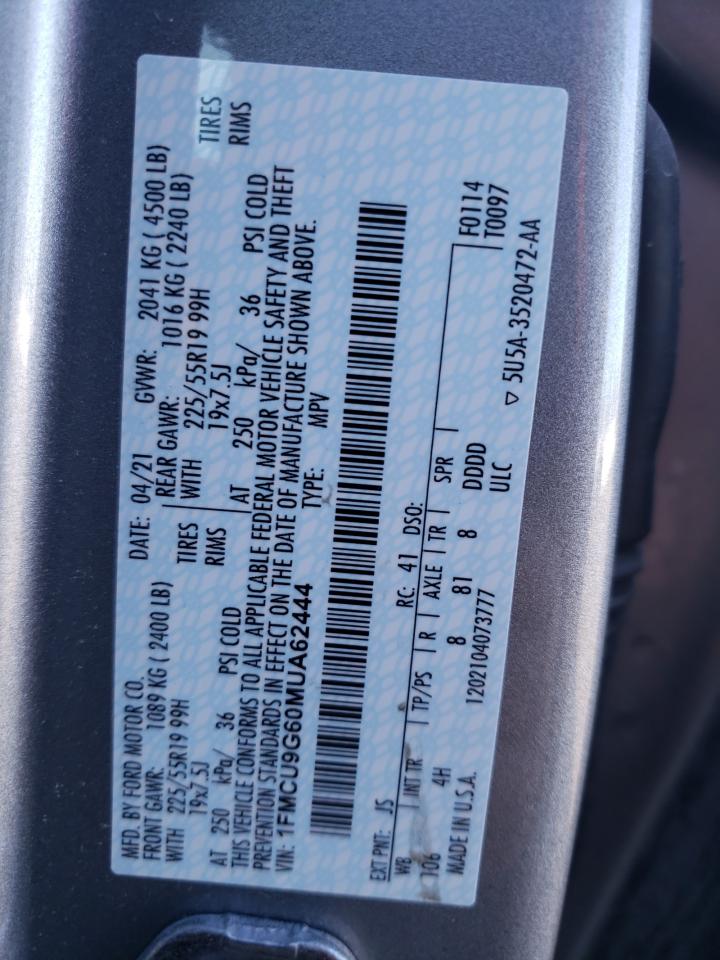 MFD. BY FORD MOTOR CO. DATE: 04/21 GVWR: 2041 KG ( 4500 LB)
FRONT GAWR: 1089 KG ( 2400 LB) REAR GAWR: 1016 KG ( 2240 LB)
WITH 225/55R19 99H TIRES WITH 225/55R19 99H TIRES
19x7.5J RIMS 19x7.5J RIMS
AT 250 kPa/ 36 PSI COLD AT 250 kPa/ 36 PSI COLD
THIS VEHICLE CONFORMS TO ALL APPLICABLE FEDERAL MOTOR VEHICLE SAFETY AND THEFT
PREVENTION STANDARDS IN EFFECT ON THE DATE OF MANUFACTURE SHOWN ABOVE.
VIN: 1FMCU9G60MUA62444 TYPE: MPV
EXT PNT: JS RC: 41 DSO: F0114
WB INT TR TP/PS R AXLE TR SPR T0097
106 4H 8 81 8 DDDD
MADE IN U.S.A. 1202104073777 ULC ▽ 5U5A-3520472-AA